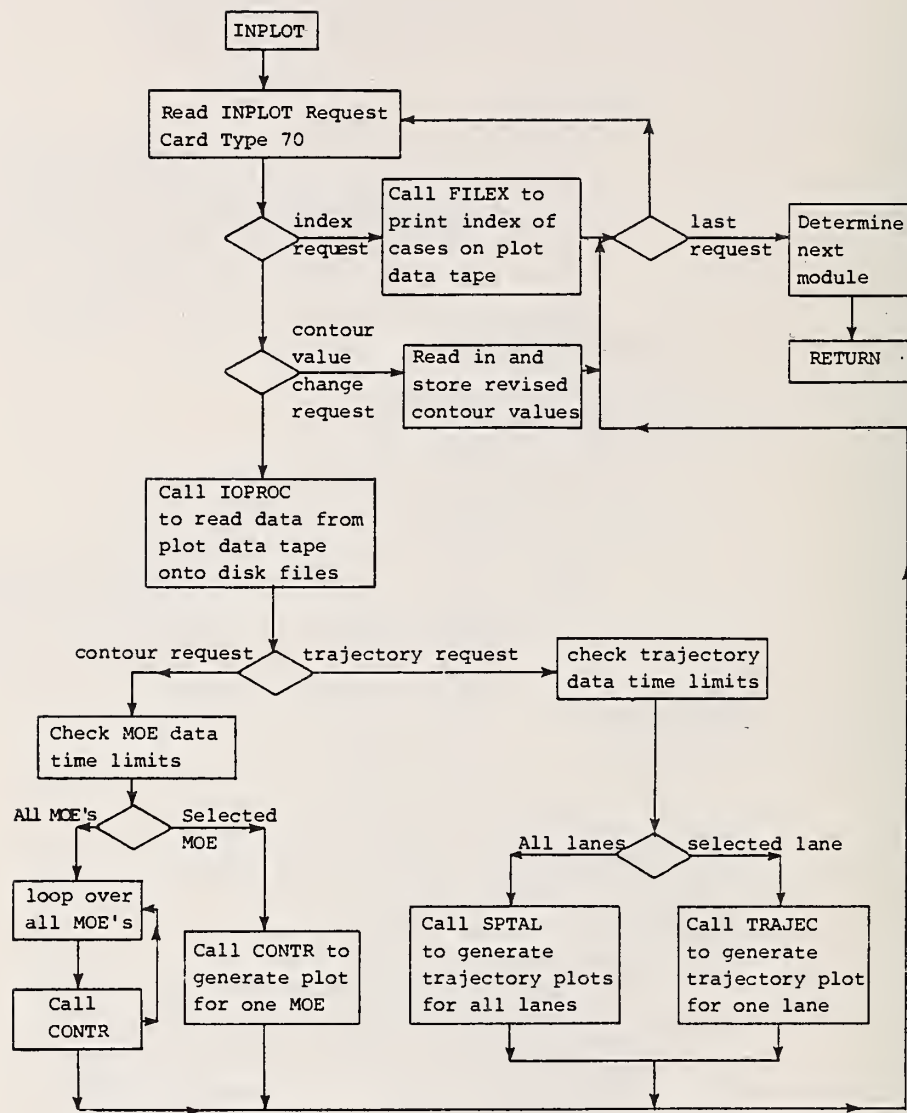 INPLOT
Read INPLOT Request
Card Type 70
index
request
Call FILEX to
print index of
cases on plot
data tape
last
request
Determine
next
module
RETURN
contour
value
change
request
Read in and
store revised
contour values
Call IOPROC
to read data from
plot data tape
onto disk files
contour request
trajectory request
check trajectory
data time limits
Check MOE data
time limits
All MOE's
Selected
MOE
All lanes
selected lane
loop over
all MOE's
Call CONTR to
generate plot
for one MOE
Call SPTAL
to generate
trajectory plots
for all lanes
Call TRAJEC
to generate
trajectory plot
for one lane
Call
CONTR